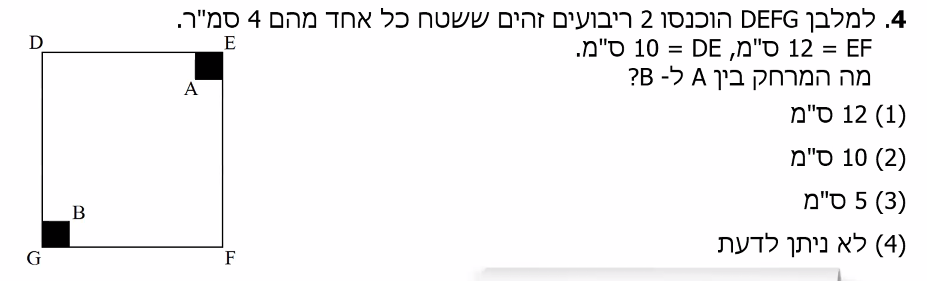 4. למלבן DEFG הוכנסו 2 ריבועים זהים ששטח כל אחד מהם 4 סמ"ר.
EF = 12 ס"מ, DE = 10 ס"מ.
מה המרחק בין A ל- B?
(1) 12 ס"מ
(2) 10 ס"מ
(3) 5 ס"מ
(4) לא ניתן לדעת
D
E
A
B
G
F